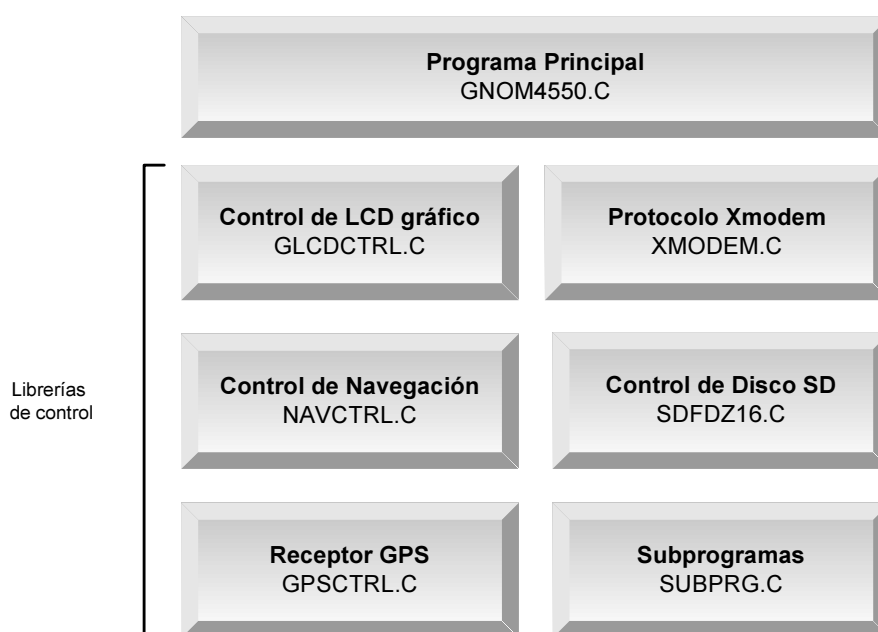 Programa Principal
GNOM4550.C
Control de LCD gráfico
GLCDCTRL.C
Protocolo Xmodem
XMODEM.C
Librerías
de control
Control de Navegación
NAVCTRL.C
Control de Disco SD
SDFDZ16.C
Receptor GPS
GPSCTRL.C
Subprogramas
SUBPRG.C